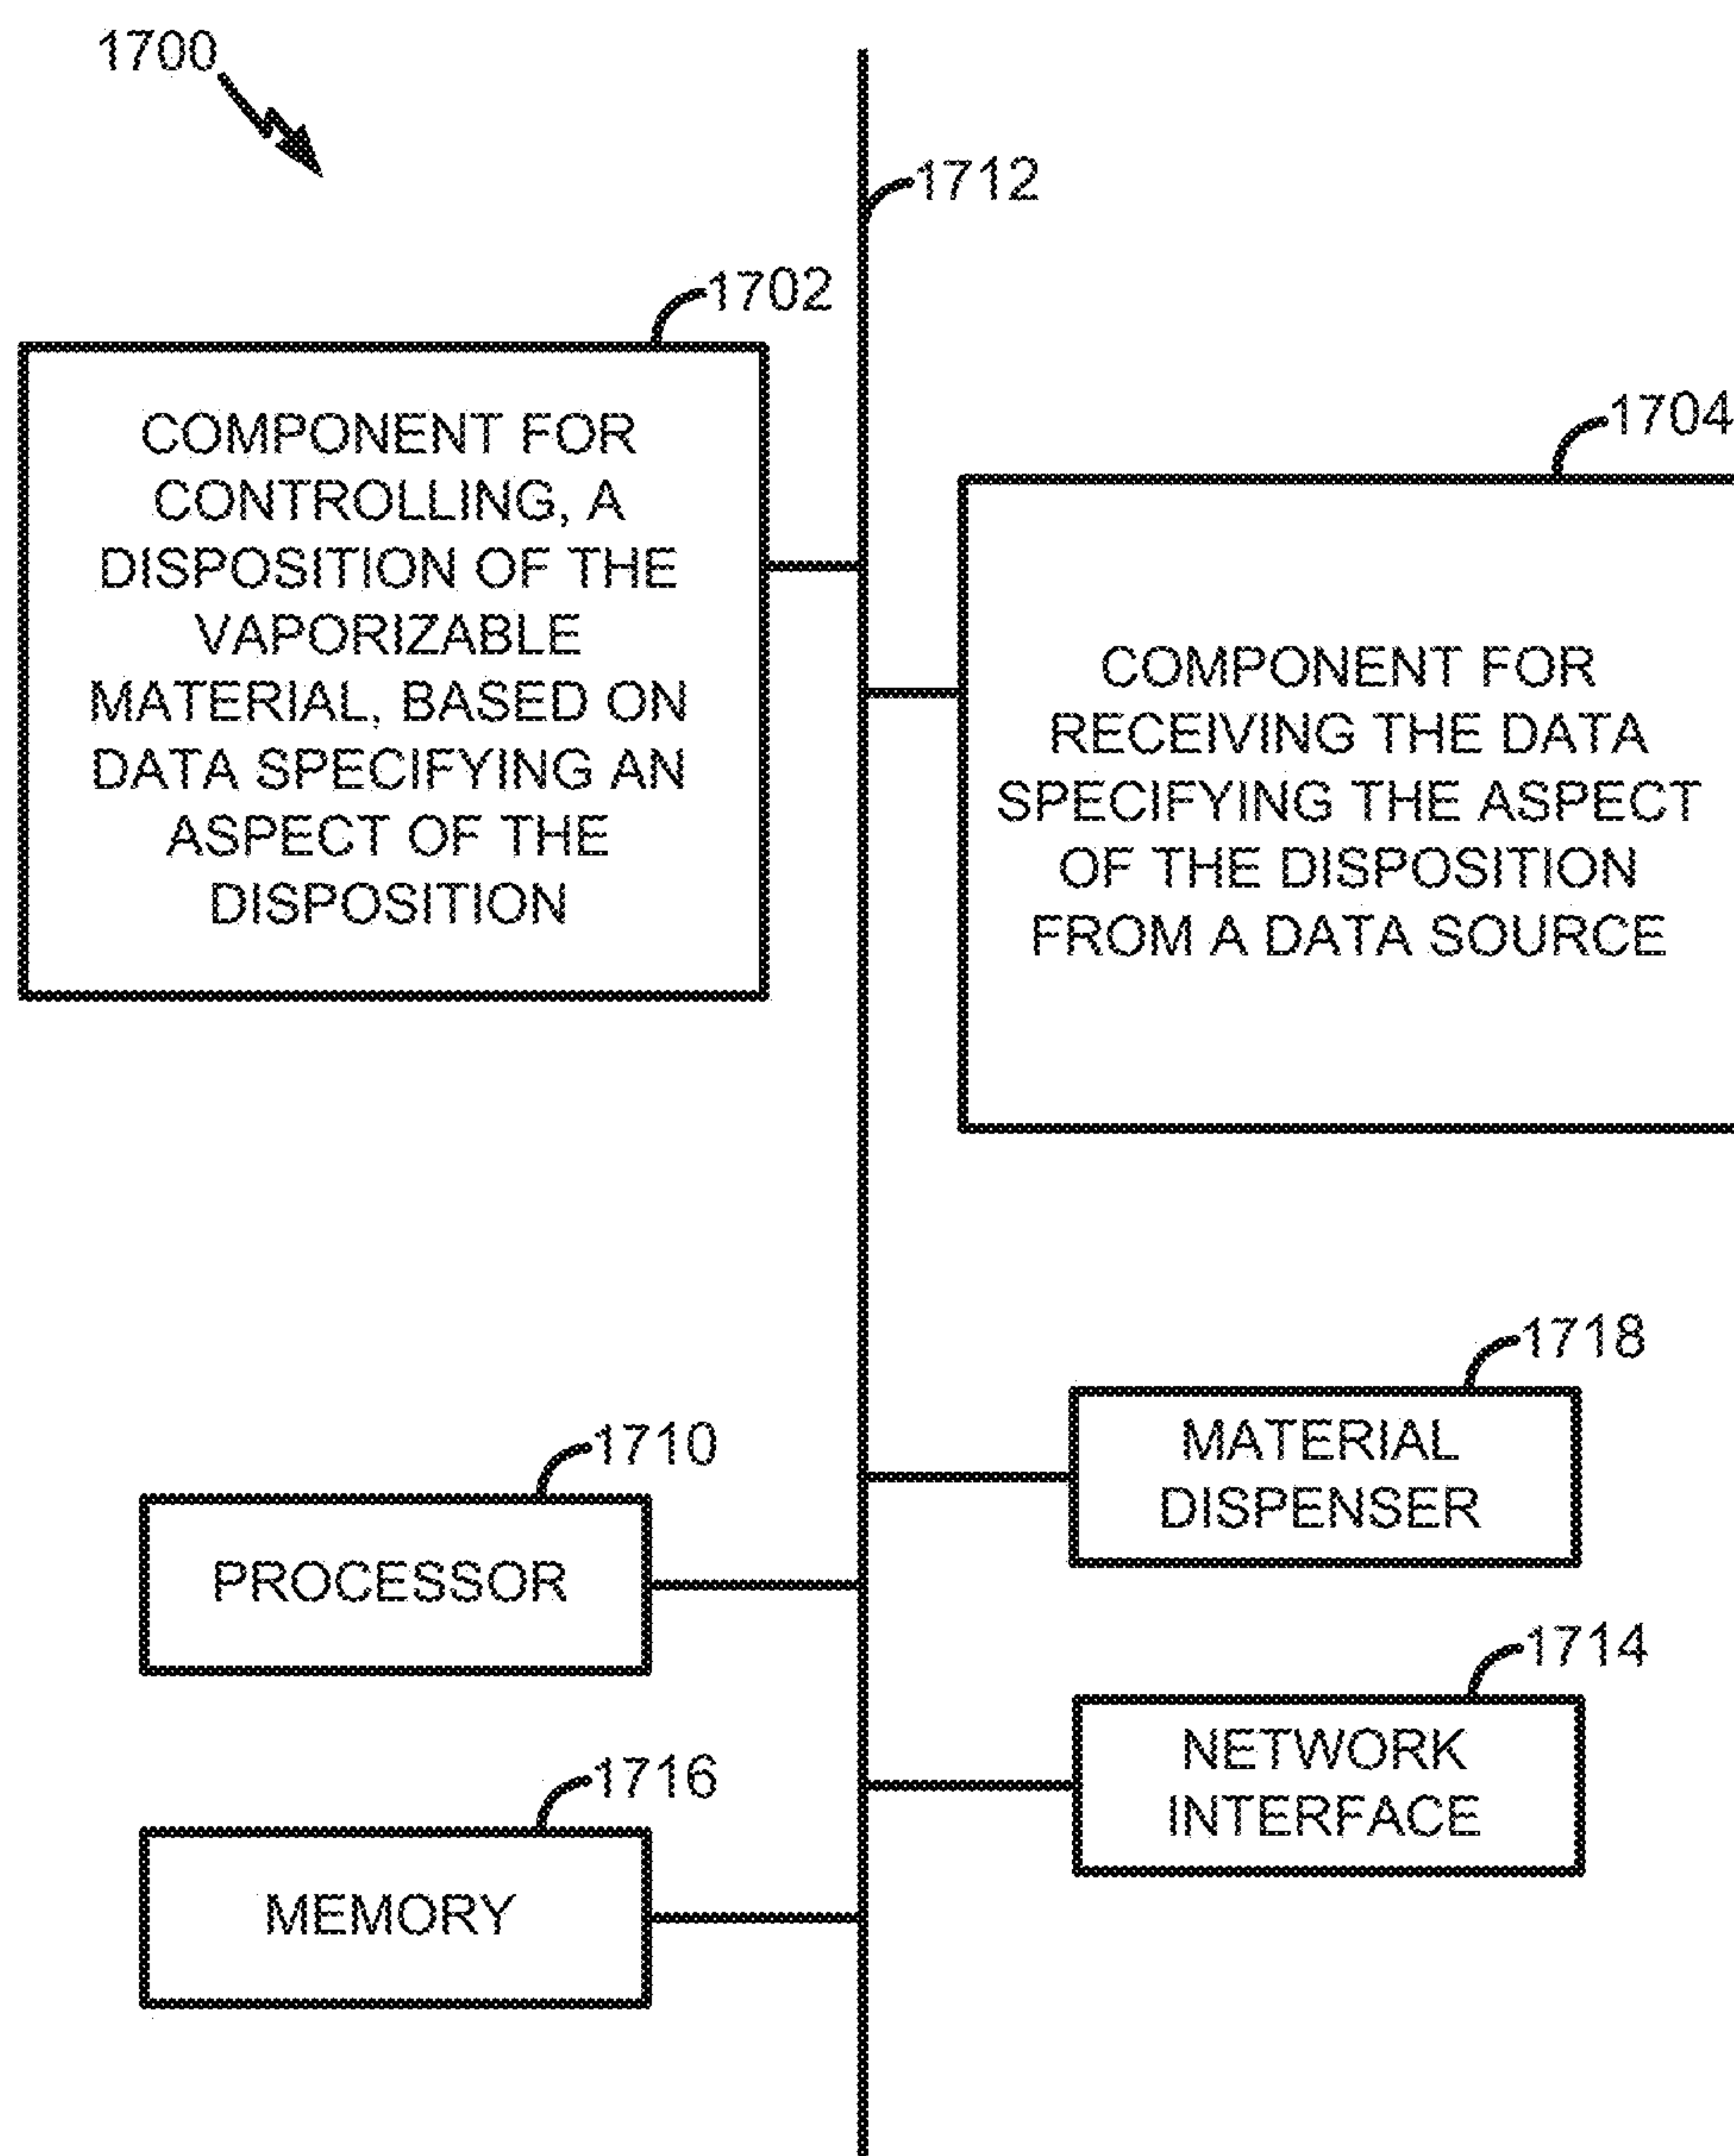 1700
1712
1702
COMPONENT FOR
CONTROLLING, A
DISPOSITION OF THE
VAPORIZABLE
MATERIAL, BASED ON
DATA SPECIFYING AN
ASPECT OF THE
DISPOSITION
1704
COMPONENT FOR
RECEIVING THE DATA
SPECIFYING THE ASPECT
OF THE DISPOSITION
FROM A DATA SOURCE
1718
MATERIAL
DISPENSER
1710
PROCESSOR
1714
NETWORK
INTERFACE
1716
MEMORY